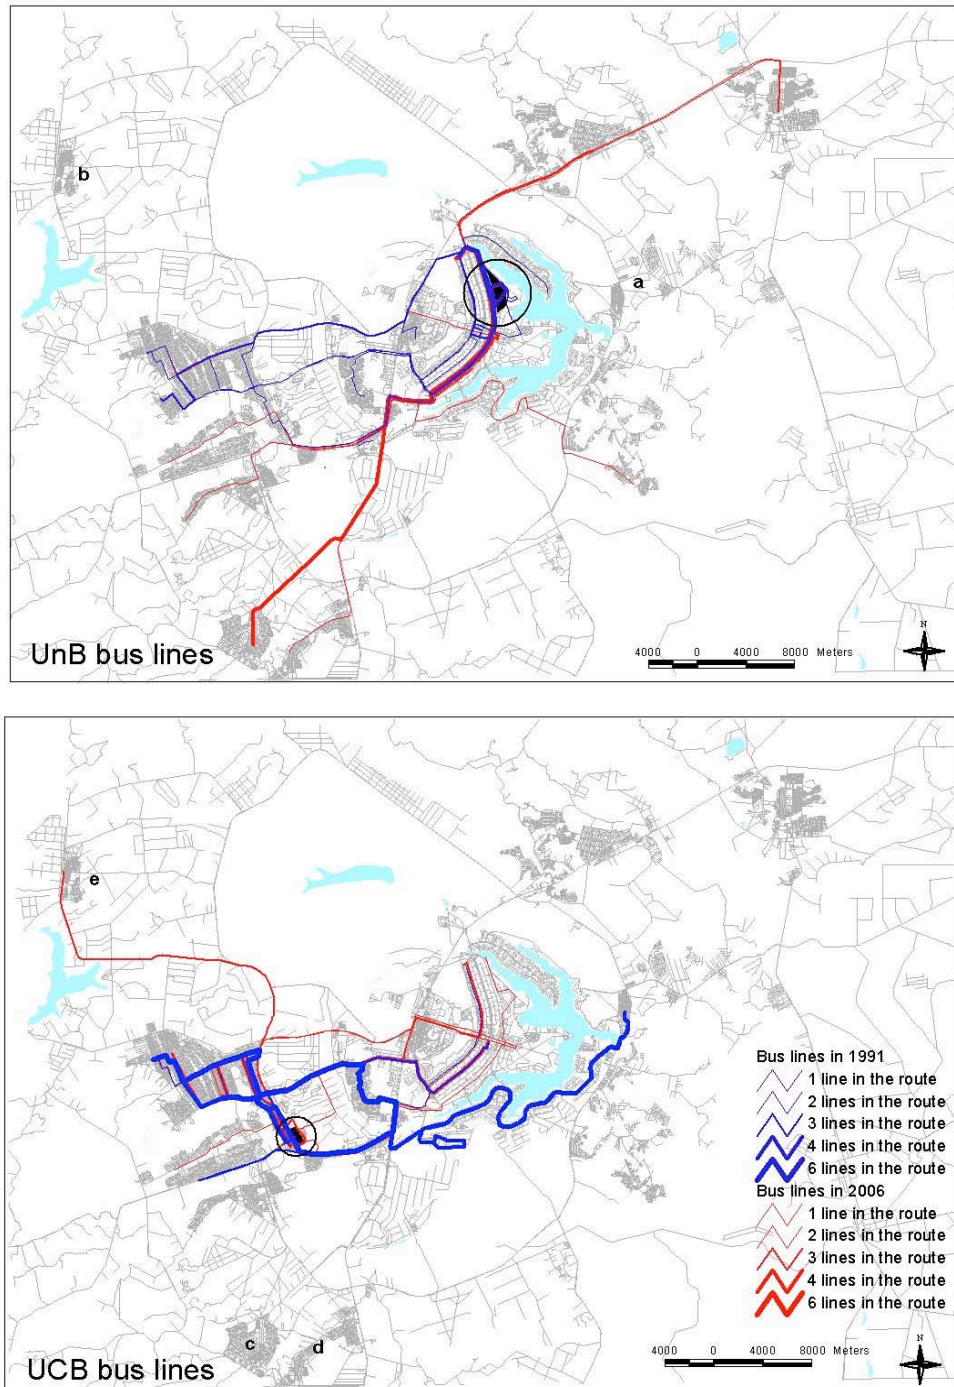 b
a
N
UnB bus lines
4000 0 4000 8000 Meters
e
Bus lines in 1991
1 line in the route
2 lines in the route
3 lines in the route
4 lines in the route
6 lines in the route
Bus lines in 2006
1 line in the route
2 lines in the route
3 lines in the route
4 lines in the route
6 lines in the route
c
d
N
UCB bus lines
4000 0 4000 8000 Meters